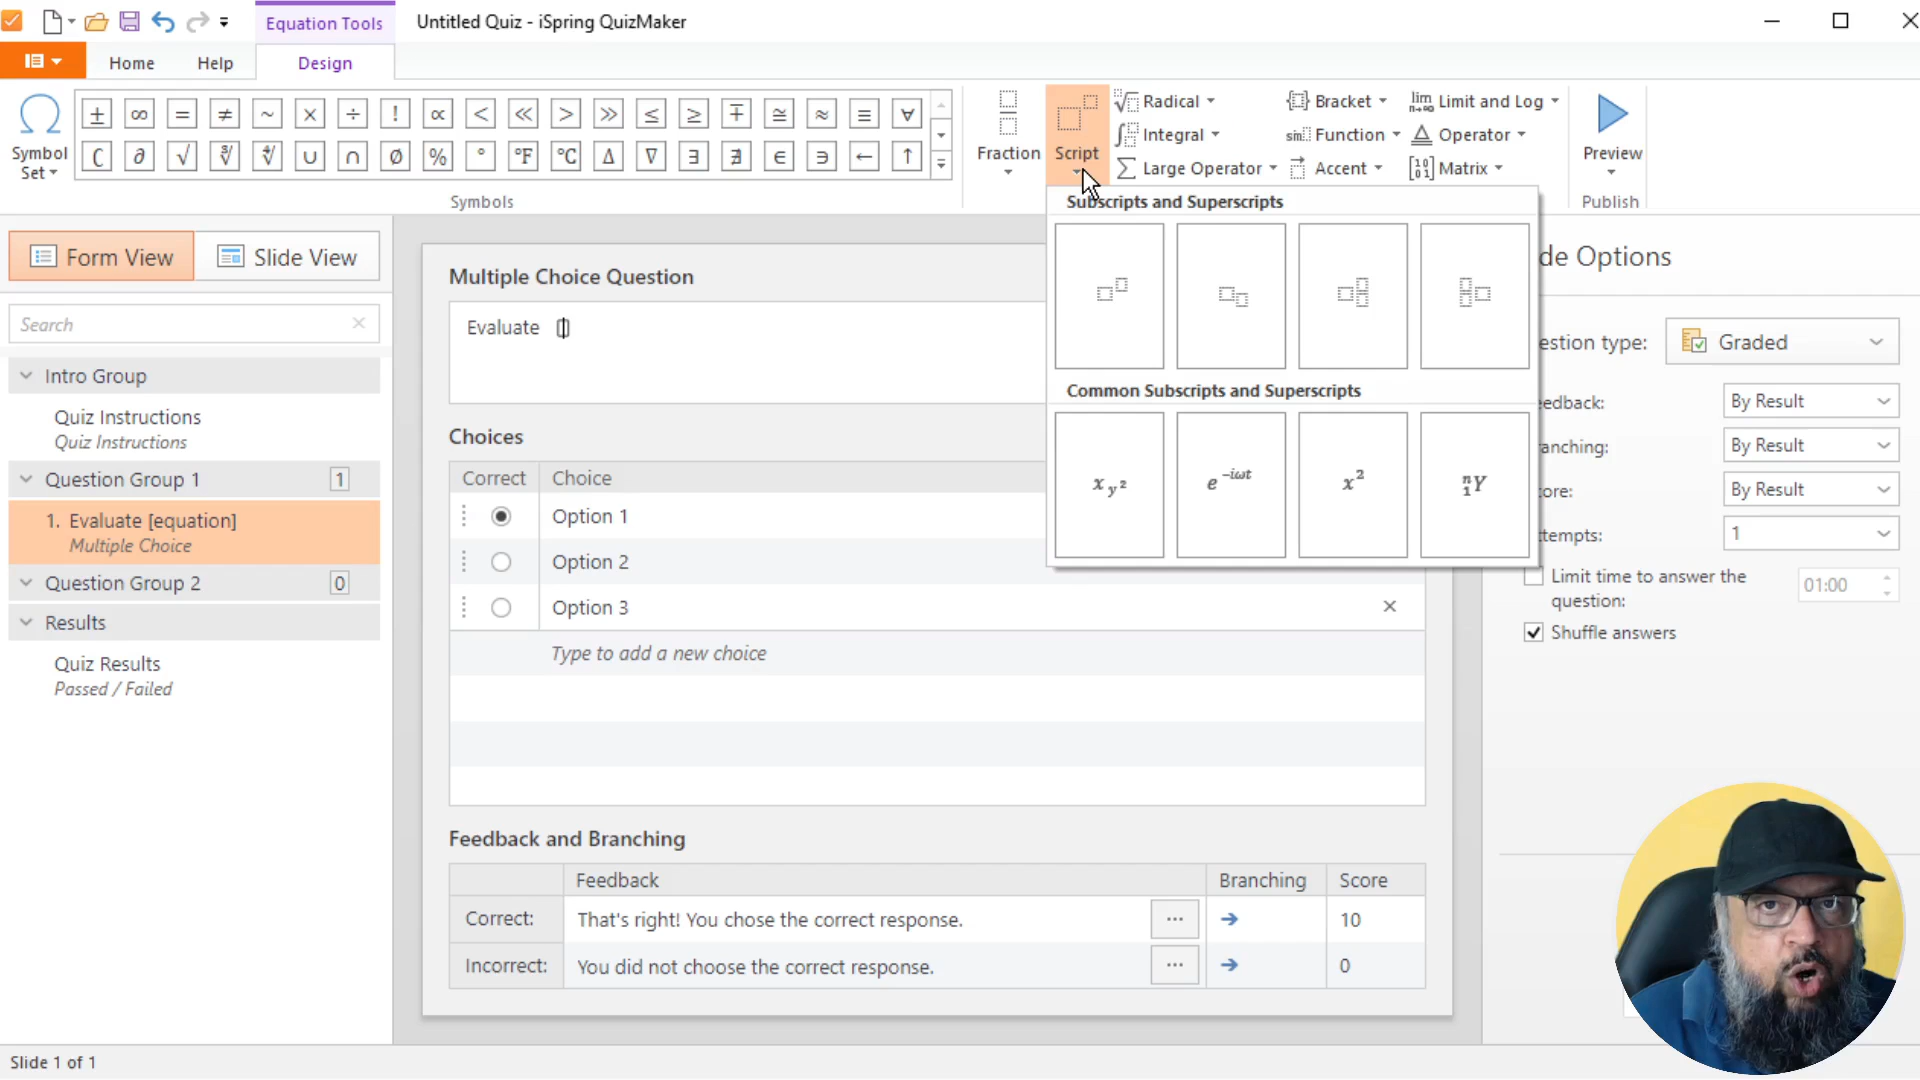 Equation Tools
Untitled Quiz - iSpring QuizMaker
Home
Help
Design
± ∞ = ≠ ~ × ÷ ! ∝ < ≪ > ≫ ≤ ≥ ∓ ≅ ≈ ≡ ∀
∁ ∂ √ ∛ ∜ ∪ ∩ Ø % ° °F °C ∆ ∇ ∃ ∄ ∈ ∋ ← ↑
Symbol
Set
Symbols
Fraction
Script
Radical
Integral
Large Operator
Bracket
Function
Accent
Limit and Log
Operator
Matrix
Preview
Publish
Form View
Slide View
Search
Intro Group
Quiz Instructions
Quiz Instructions
Question Group 1
1
1. Evaluate [equation]
Multiple Choice
Question Group 2
0
Results
Quiz Results
Passed / Failed
Multiple Choice Question
Evaluate
Choices
Correct
Choice
Option 1
Option 2
Option 3
Type to add a new choice
Feedback and Branching
Feedback
Branching
Score
Correct:
That's right! You chose the correct response.
...
10
Incorrect:
You did not choose the correct response.
...
0
Subscripts and Superscripts
Common Subscripts and Superscripts
x_y²
e^−iωt
x²
n
1 Y
de Options
estion type:
Graded
edback:
By Result
anching:
By Result
ore:
By Result
ttempts:
1
Limit time to answer the
question:
01:00
Shuffle answers
Slide 1 of 1